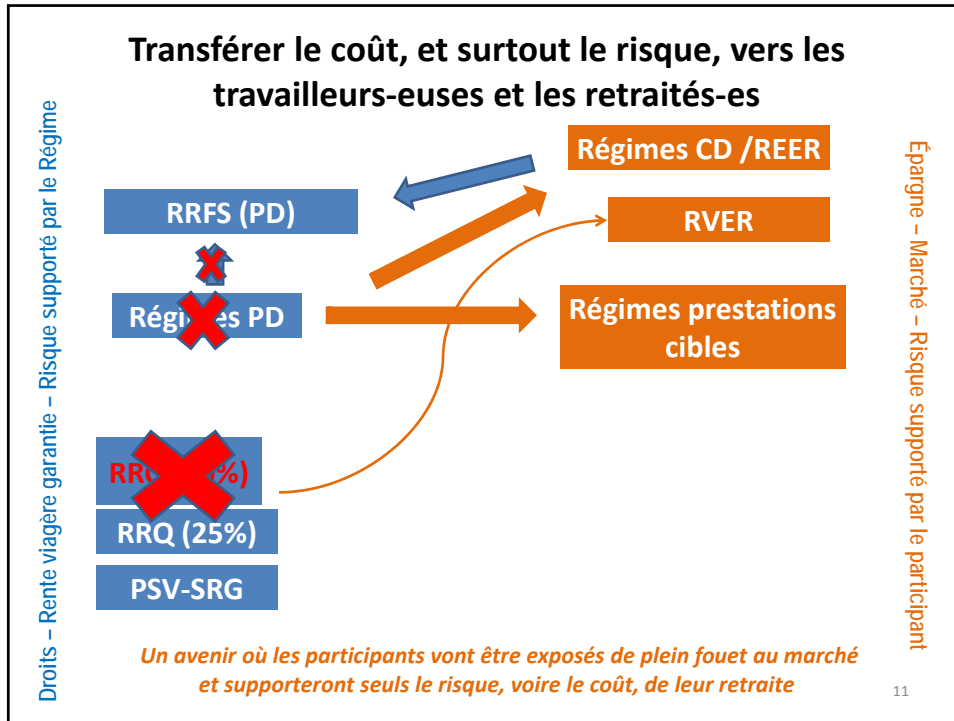 Transférer le coût, et surtout le risque, vers les
travailleurs-euses et les retraités-es
Droits – Rente viagère garantie – Risque supporté par le Régime
RRFS (PD)
PD
RRQ (25%)
PSV-SRG
Régimes CD /REER
RVER
Régimes prestations
cibles
Épargne – Marché – Risque supporté par le participant
Un avenir où les participants vont être exposés de plein fouet au marché
et supporteront seuls le risque, voire le coût, de leur retraite
11